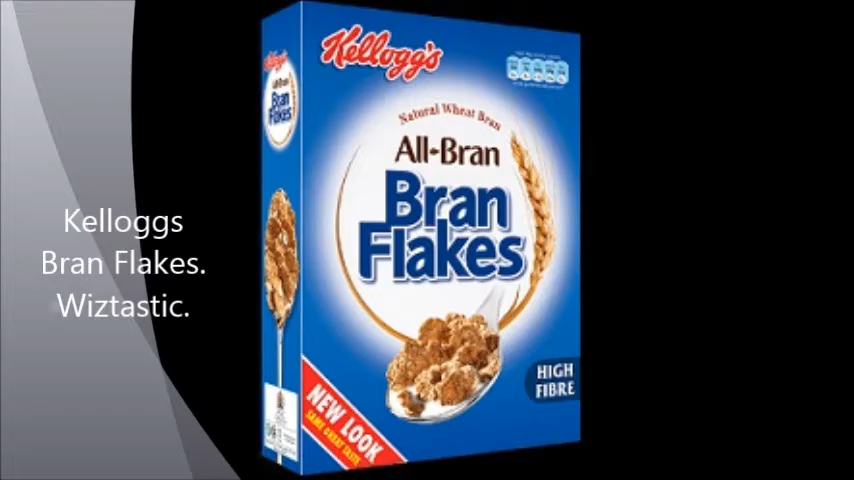 Kelloggs
Bran Flakes.
Wiztastic.
Kellogg's
All-Bran
Bran
Flakes
Kellogg's
Natural Wheat Bran
All-Bran
Bran
Flakes
HIGH
FIBRE
NEW LOOK
SAME GREAT TASTE